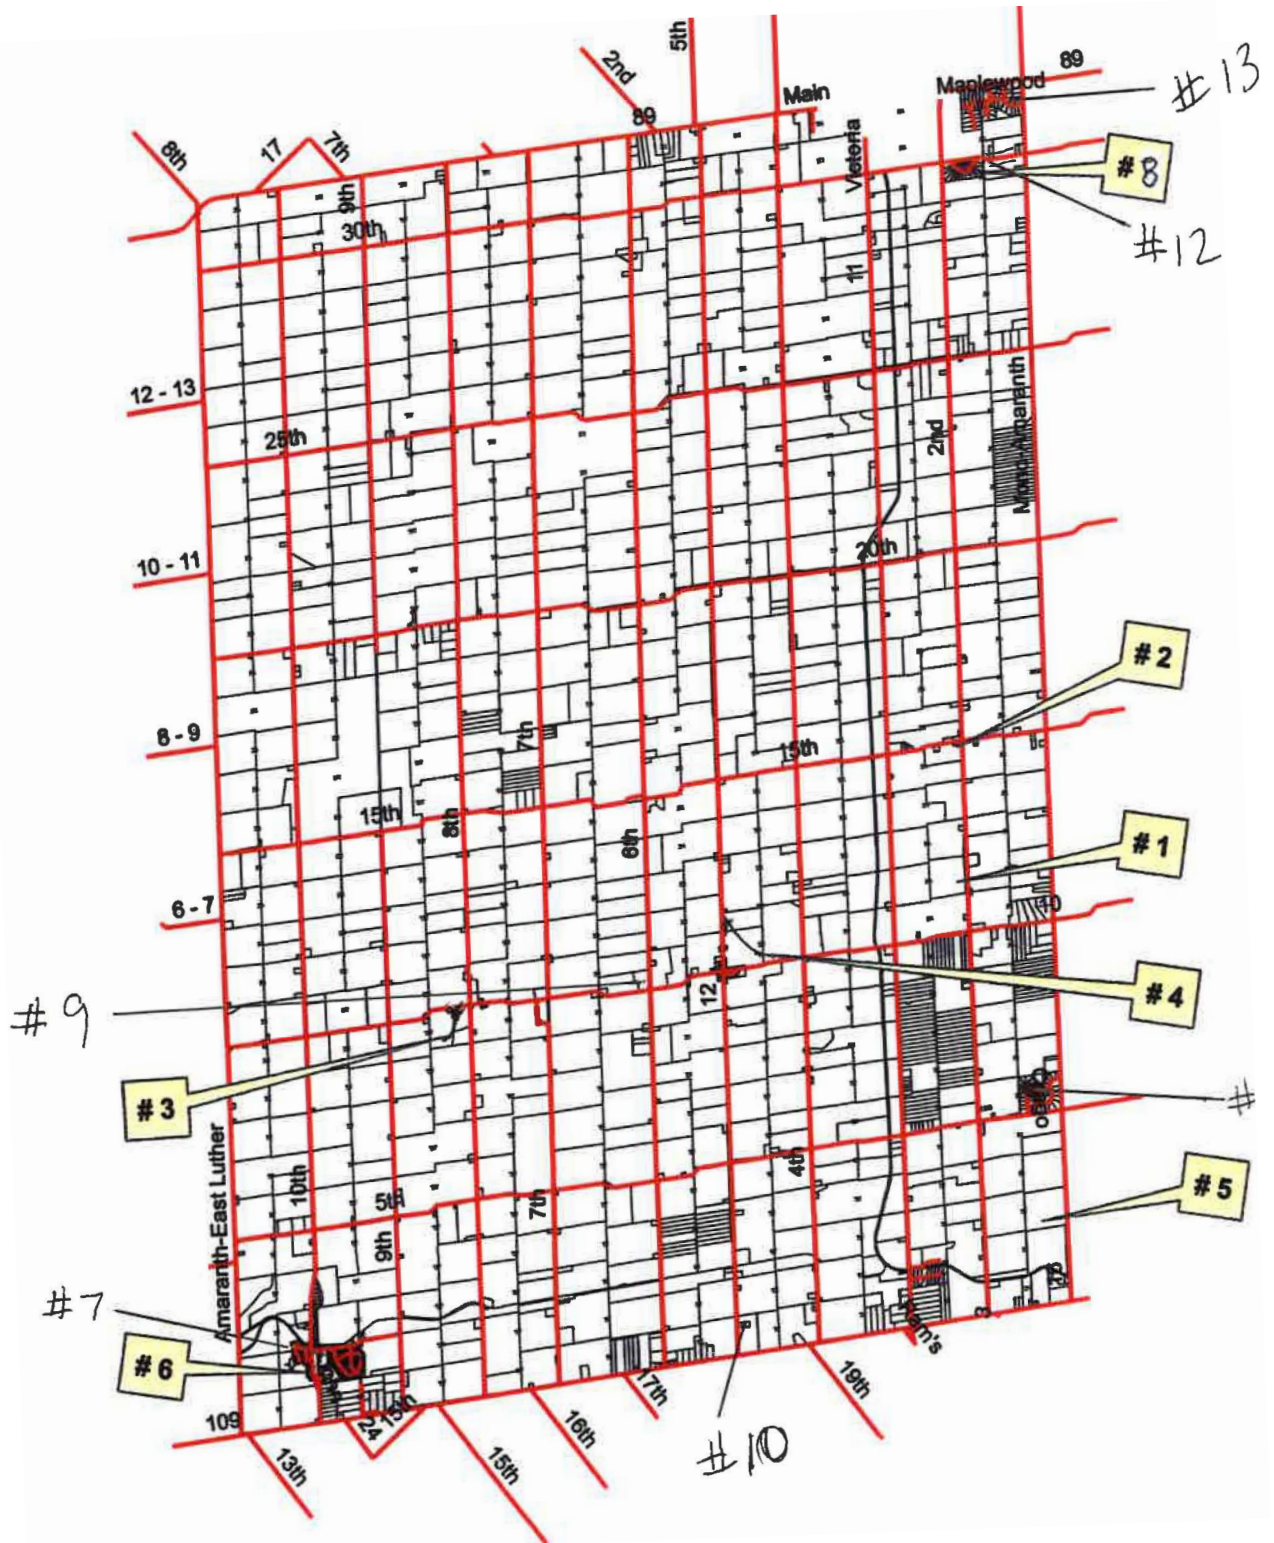 5th
2nd
89
Maplewood
# 13
Main
89
8th
17
7th
Victoria
# 8
9th
30th
#12
11
12 - 13
25th
2nd
Mono-Amaranth
10 - 11
20th
# 2
8 - 9
7th
15th
15th
8th
6th
# 1
6 - 7
10
12
# 4
# 9
# 3
#
Amaranth-East Luther
10th
5th
9th
7th
4th
# 5
# 7
3
# 6
109
24
15th
17th
19th
16th
15th
13th
#10